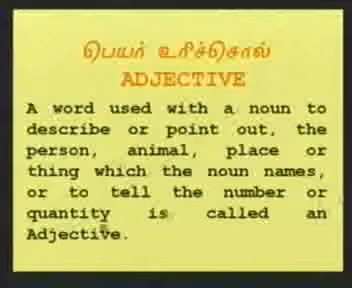 பெயர் உரிச்சொல்
ADJECTIVE
A word used with a noun to
describe or point out, the
person, animal, place or
thing which the noun names,
or to tell the number or
quantity is called an
Adjective.